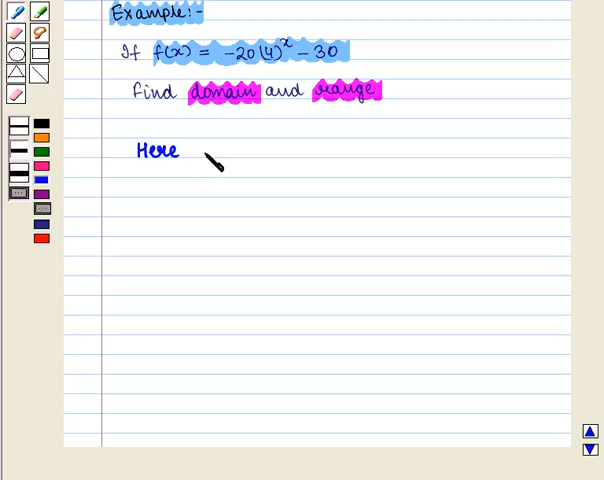 Example:-
If f(x) = -20(4)^x - 30
Find domain and range
Here